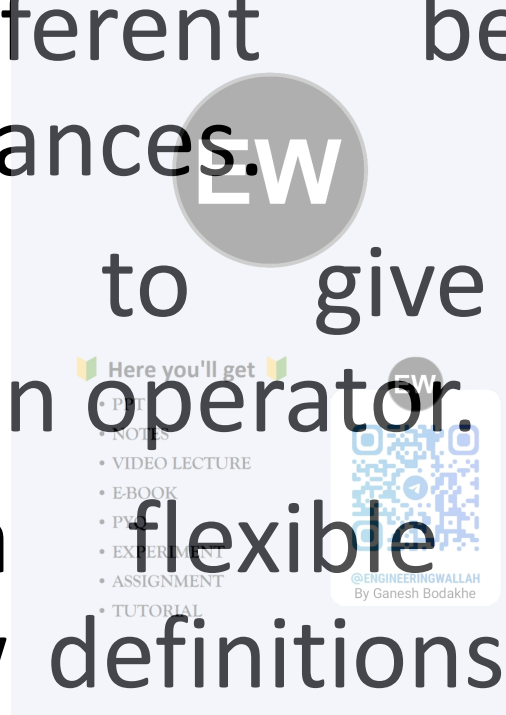 ferent be
ances.
EW
to give
Here you'll get
n operator.
EW
• PPT
• NOTES
• VIDEO LECTURE
• E-BOOK
flexible
• PYQ
• EXPERIMENT
• ASSIGNMENT
@ENGINEERINGWALLAH
By Ganesh Bodakhe
• TUTORIAL
definitions